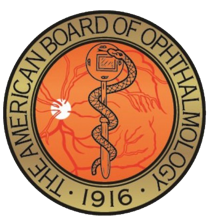 THE AMERICAN BOARD OF OPHTHALMOLOGY
· 1916 ·